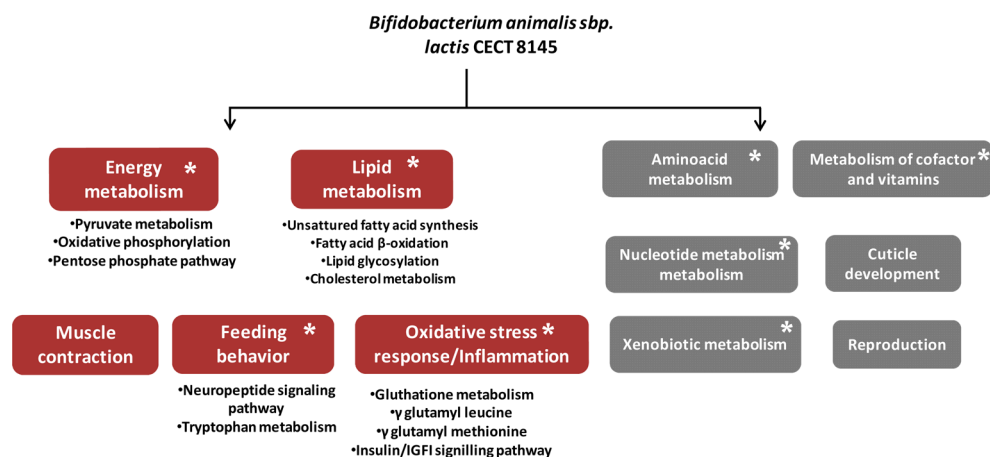 Bifidobacterium animalis sbp.
lactis CECT 8145
Energy *
metabolism
•Pyruvate metabolism
•Oxidative phosphorylation
•Pentose phosphate pathway
Lipid *
metabolism
•Unsattured fatty acid synthesis
•Fatty acid β-oxidation
•Lipid glycosylation
•Cholesterol metabolism
Aminoacid *
metabolism
Metabolism of cofactor *
and vitamins
Nucleotide metabolism *
metabolism
Cuticle
development
Muscle
contraction
Feeding *
behavior
•Neuropeptide signaling
pathway
•Tryptophan metabolism
Oxidative stress *
response/Inflammation
•Gluthatione metabolism
•γ glutamyl leucine
•γ glutamyl methionine
•Insulin/IGFI signilling pathway
Xenobiotic metabolism *
Reproduction